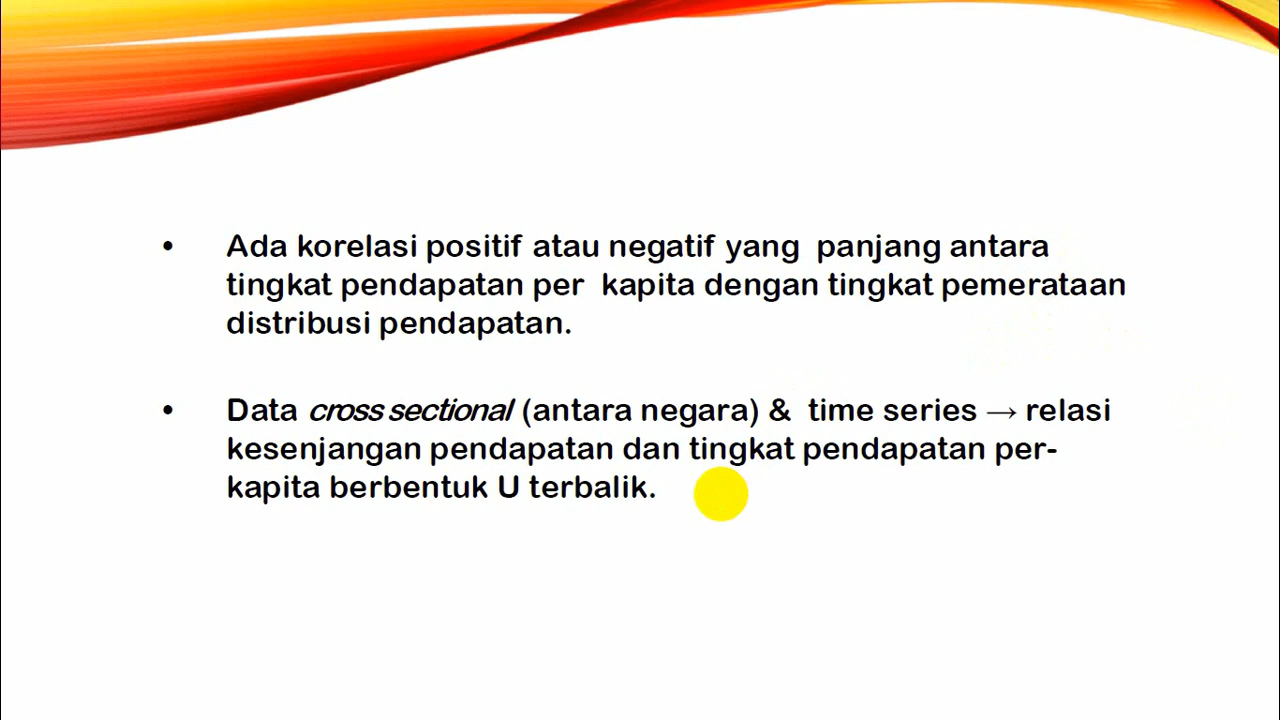 • Ada korelasi positif atau negatif yang panjang antara
tingkat pendapatan per kapita dengan tingkat pemerataan
distribusi pendapatan.
• Data cross sectional (antara negara) & time series → relasi
kesenjangan pendapatan dan tingkat pendapatan per-
kapita berbentuk U terbalik.